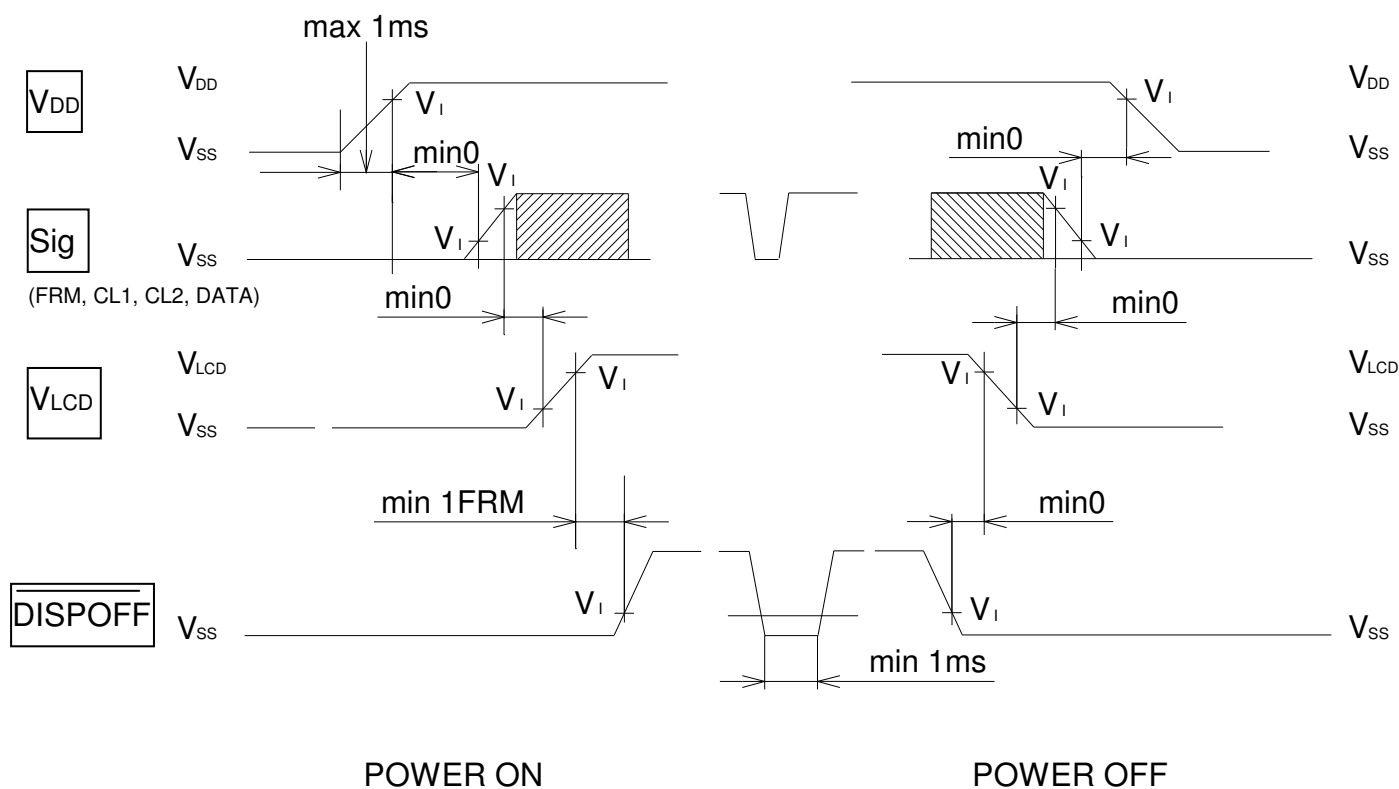 max 1ms
VDD
VDD
VI
VI
VDD
min0
min0
VSS
VSS
VI
VI
Sig
VI
VI
VSS
VSS
(FRM, CL1, CL2, DATA)
min0
min0
VLCD
VLCD
VI
VI
VLCD
VI
VI
VSS
VSS
min 1FRM
min0
DISPOFF
VI
VI
VSS
VSS
min 1ms
POWER ON
POWER OFF